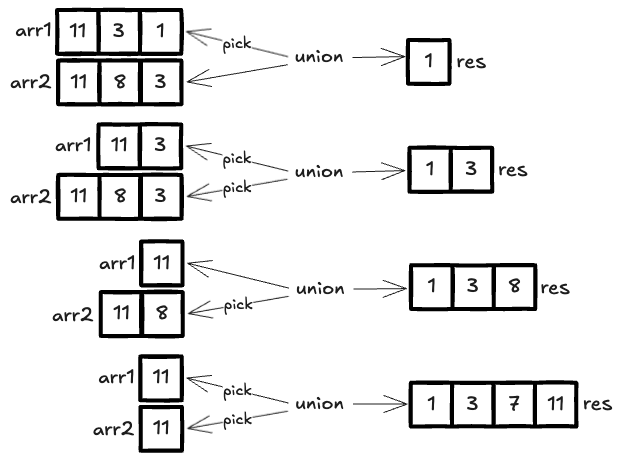 arr1 11 3 1
pick
union
1 res
arr2 11 8 3
arr1 11 3
pick
union
1 3 res
arr2 11 8 3
pick
arr1 11
union
1 3 8 res
arr2 11 8
pick
arr1 11
pick
union
1 3 7 11 res
arr2 11
pick